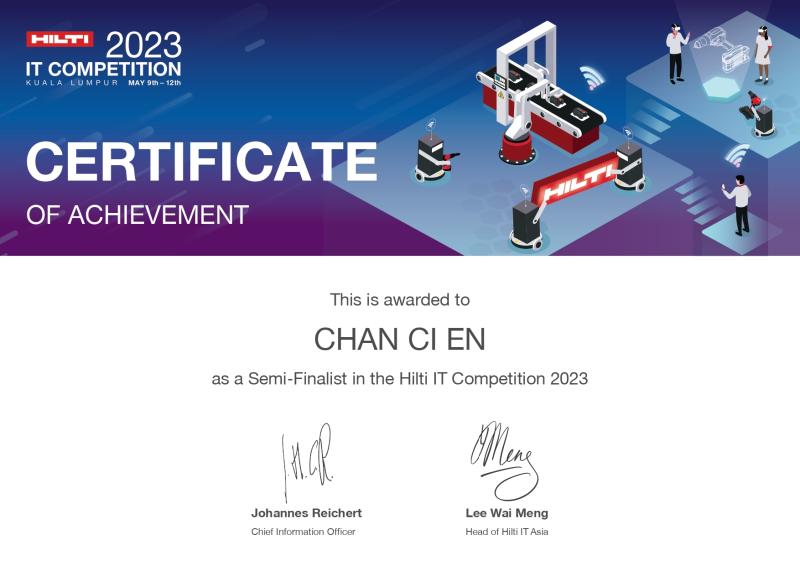 HILTI 2023
IT COMPETITION
KUALA LUMPUR MAY 9th – 12th
CERTIFICATE
OF ACHIEVEMENT
HILTI
This is awarded to
CHAN CI EN
as a Semi-Finalist in the Hilti IT Competition 2023
Johannes Reichert
Chief Information Officer
Lee Wai Meng
Head of Hilti IT Asia